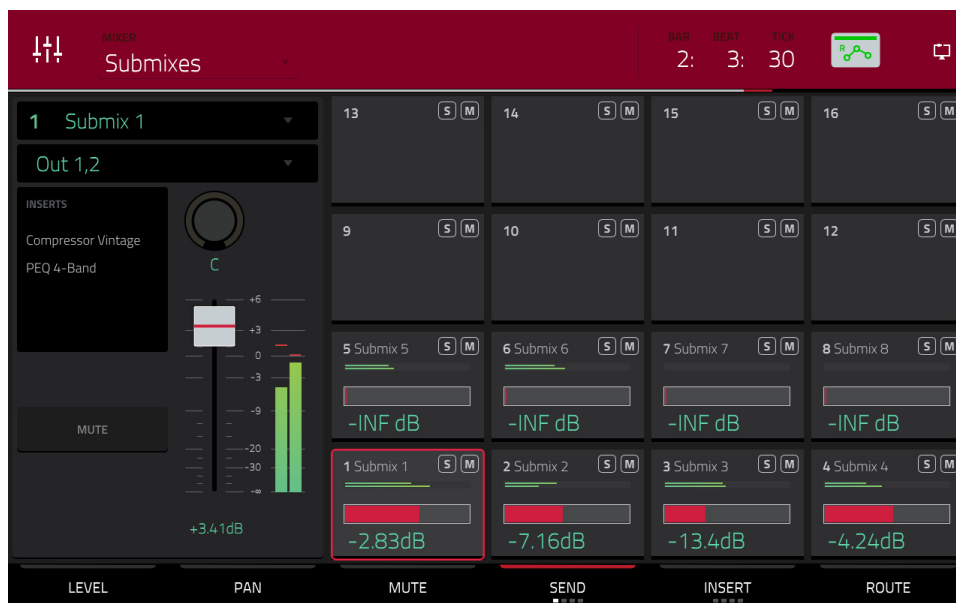 MIXER
Submixes
BAR BEAT TICK
2: 3: 30
R
1 Submix 1
Out 1,2
INSERTS
Compressor Vintage
PEQ 4-Band
C
+6
+3
0
-3
-9
-20
-30
-∞
MUTE
+3.41dB
13 S M
14 S M
15 S M
16 S M
9 S M
10 S M
11 S M
12 S M
5 Submix 5 S M
-INF dB
6 Submix 6 S M
-INF dB
7 Submix 7 S M
-INF dB
8 Submix 8 S M
-INF dB
1 Submix 1 S M
-2.83dB
2 Submix 2 S M
-7.16dB
3 Submix 3 S M
-13.4dB
4 Submix 4 S M
-4.24dB
LEVEL PAN MUTE SEND INSERT ROUTE